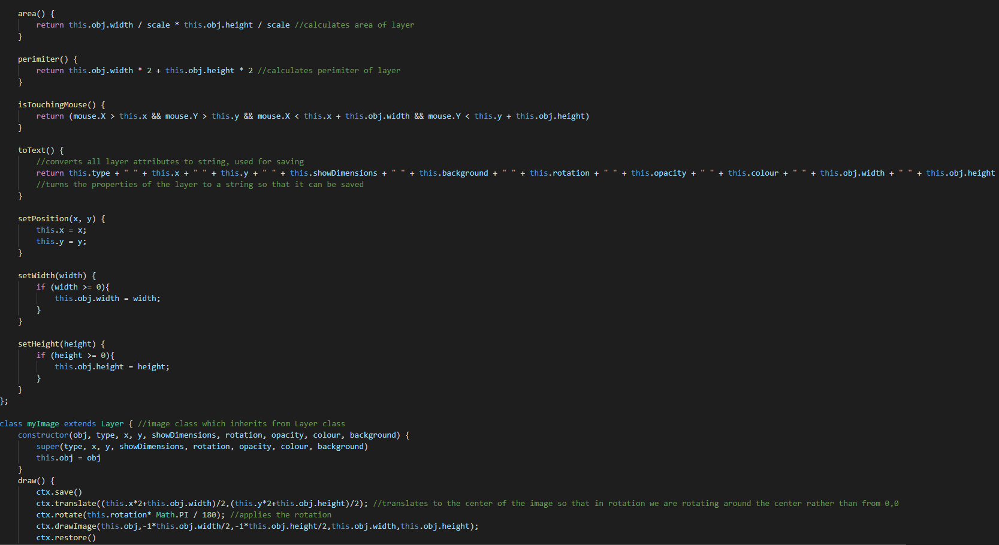 area() {
return this.obj.width / scale * this.obj.height / scale //calculates area of layer
}
perimiter() {
return this.obj.width * 2 + this.obj.height * 2 //calculates perimiter of layer
}
isTouchingMouse() {
return (mouse.X > this.x && mouse.Y > this.y && mouse.X < this.x + this.obj.width && mouse.Y < this.y + this.obj.height)
}
toText() {
//converts all layer attributes to string, used for saving
return this.type + " " + this.x + " " + this.y + " " + this.showDimensions + " " + this.background + " " + this.rotation + " " + this.opacity + " " + this.colour + " " + this.obj.width + " " + this.obj.height
//turns the properties of the layer to a string so that it can be saved
}
setPosition(x, y) {
this.x = x;
this.y = y;
}
setWidth(width) {
if (width >= 0){
this.obj.width = width;
}
}
setHeight(height) {
if (height >= 0){
this.obj.height = height;
}
}
};
class myImage extends Layer { //image class which inherits from Layer class
constructor(obj, type, x, y, showDimensions, rotation, opacity, colour, background) {
super(type, x, y, showDimensions, rotation, opacity, colour, background)
this.obj = obj
}
draw() {
ctx.save()
ctx.translate((this.x*2+this.obj.width)/2,(this.y*2+this.obj.height)/2); //translates to the center of the image so that in rotation we are rotating around the center rather than from 0,0
ctx.rotate(this.rotation* Math.PI / 180); //applies the rotation
ctx.drawImage(this.obj,-1*this.obj.width/2,-1*this.obj.height/2,this.obj.width,this.obj.height);
ctx.restore()